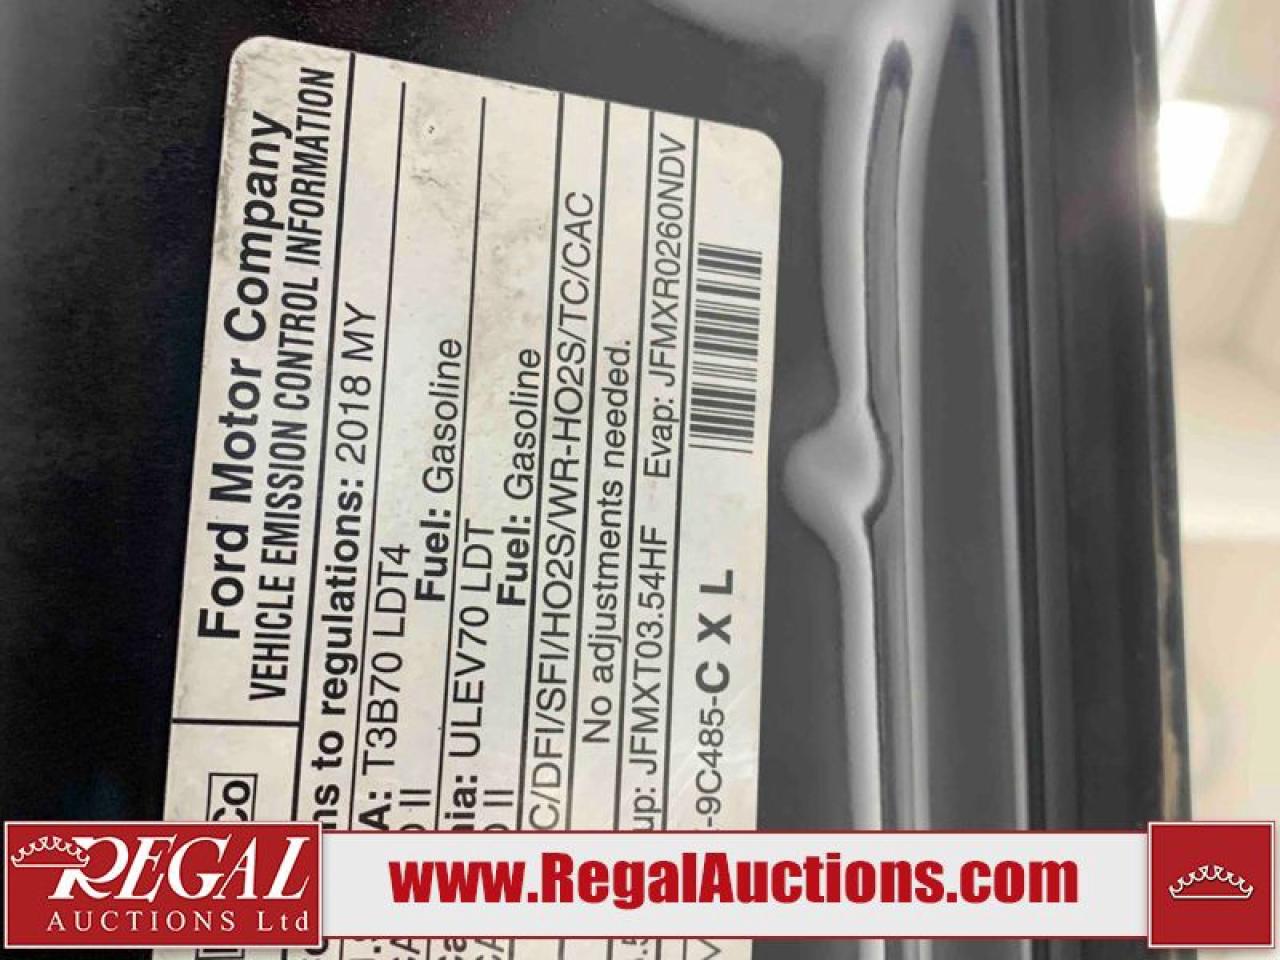 Ford Motor Company
VEHICLE EMISSION CONTROL INFORMATION
Co
to regulations: 2018 MY
A: T3B70 LDT4
II Fuel: Gasoline
ULEV70 LDT
II Fuel: Gasoline
C/DFI/SFI/HO2S/WR-HO2S/TC/CAC
No adjustments needed.
up: JFMXT03.54HF Evap: JFMXR0260NDV
-9C485-C X L
REGAL
AUCTIONS Ltd
www.RegalAuctions.com